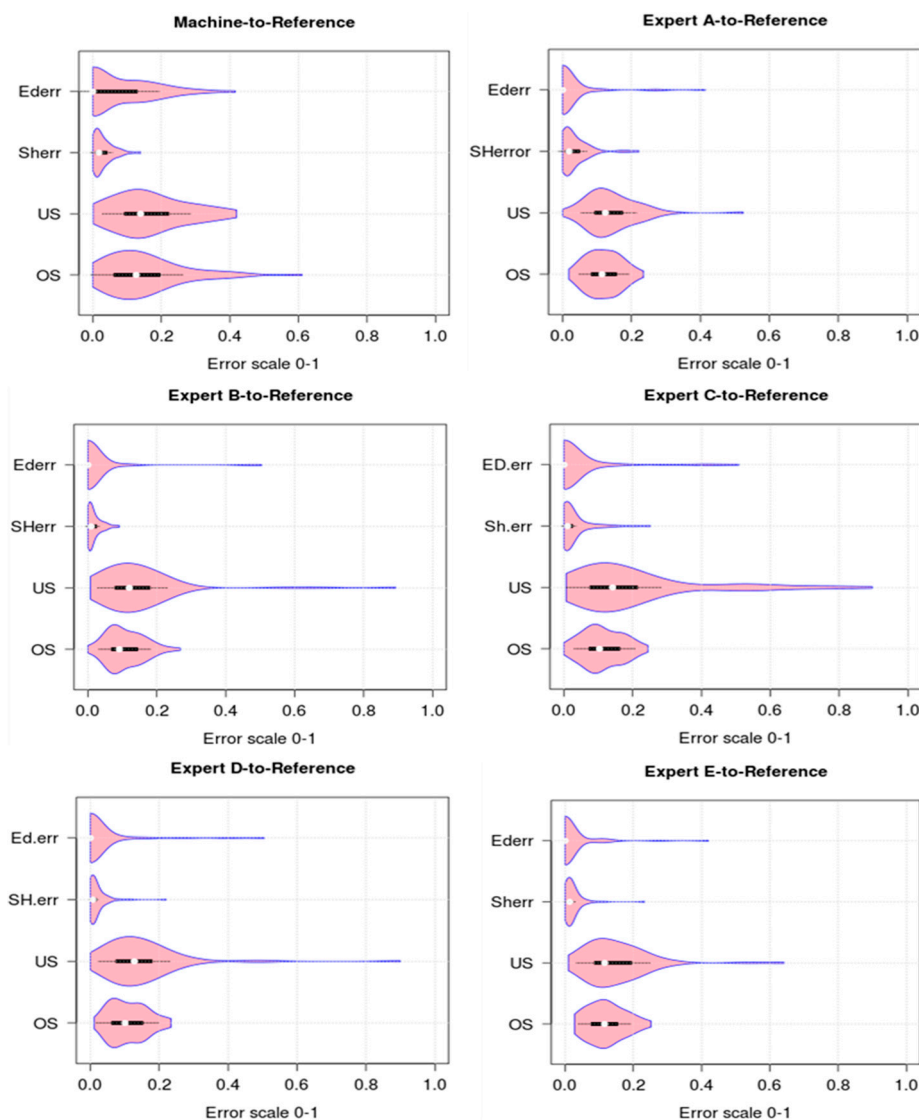 Machine-to-Reference
Ederr
Sherr
US
OS
0.0 0.2 0.4 0.6 0.8 1.0
Error scale 0-1
Expert A-to-Reference
Ederr
SHerror
US
OS
0.0 0.2 0.4 0.6 0.8 1.0
Error scale 0-1
Expert B-to-Reference
Ederr
SHerr
US
OS
0.0 0.2 0.4 0.6 0.8 1.0
Error scale 0-1
Expert C-to-Reference
ED.err
Sh.err
US
OS
0.0 0.2 0.4 0.6 0.8 1.0
Error scale 0-1
Expert D-to-Reference
Ed.err
SH.err
US
OS
0.0 0.2 0.4 0.6 0.8 1.0
Error scale 0-1
Expert E-to-Reference
Ederr
Sherr
US
OS
0.0 0.2 0.4 0.6 0.8 1.0
Error scale 0-1